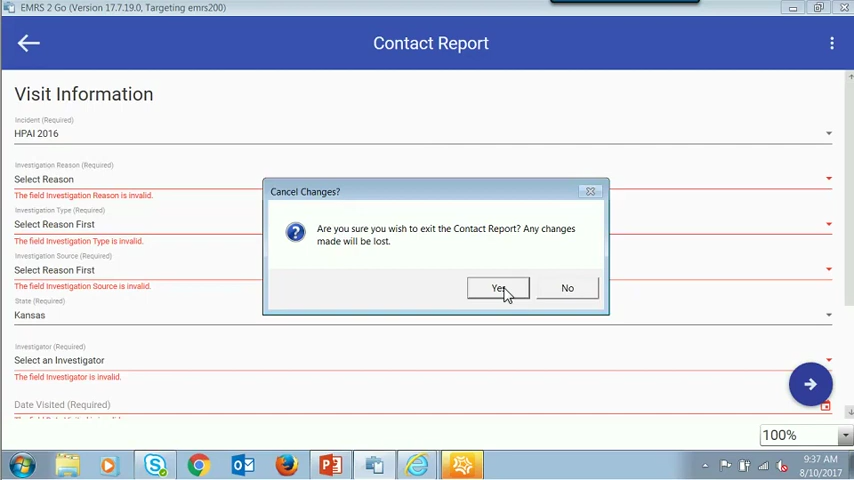 EMRS 2 Go (Version 17.7.19.0, Targeting emrs200)
Contact Report
Visit Information
Incident (Required)
HPAI 2016
Investigation Reason (Required)
Select Reason
The field Investigation Reason is invalid.
Investigation Type (Required)
Select Reason First
The field Investigation Type is invalid.
Investigation Source (Required)
Select Reason First
The field Investigation Source is invalid.
State (Required)
Kansas
Investigator (Required)
Select an Investigator
The field Investigator is invalid.
Date Visited (Required)
Cancel Changes?
Are you sure you wish to exit the Contact Report? Any changes
made will be lost.
Yes
No
100%
9:37 AM
8/10/2017